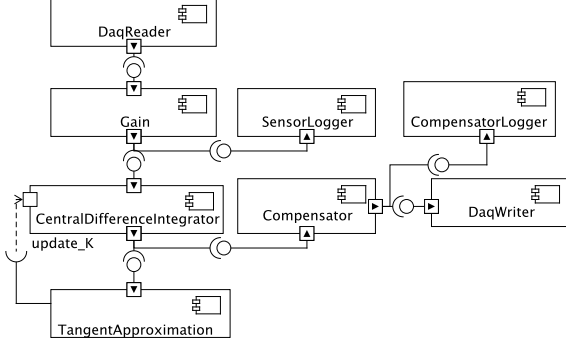 DaqReader
Gain
SensorLogger
CompensatorLogger
CentralDifferenceIntegrator
Compensator
DaqWriter
update_K
TangentApproximation